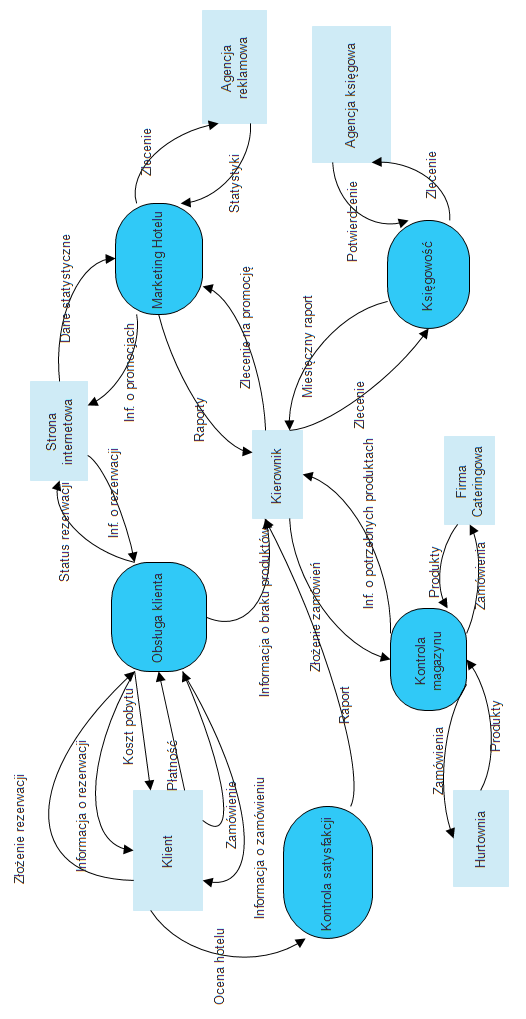 Złożenie rezerwacji
Strona
internetowa
Status rezerwacji
Dane statystyczne
Informacja o rezerwacji
Inf. o rezerwacji
Koszt pobytu
Inf. o promocjach
Zlecenie
Obsługa klienta
Marketing Hotelu
Klient
Płatność
Raporty
Ocena hotelu
Zamówienie
Statystyki
Agencja
reklamowa
Zlecenie na promocję
Informacja o zamówieniu
Informacja o braku produktów
Kierownik
Miesięczny raport
Złożenie zamówień
Kontrola satysfakcji
Raport
Potwierdzenie
Agencja księgowa
Zlecenie
Inf. o potrzebnych produktach
Księgowość
Zlecenie
Produkty
Zamówienia
Kontrola
magazynu
Firma
Cateringowa
Zamówienia
Hurtownia
Produkty